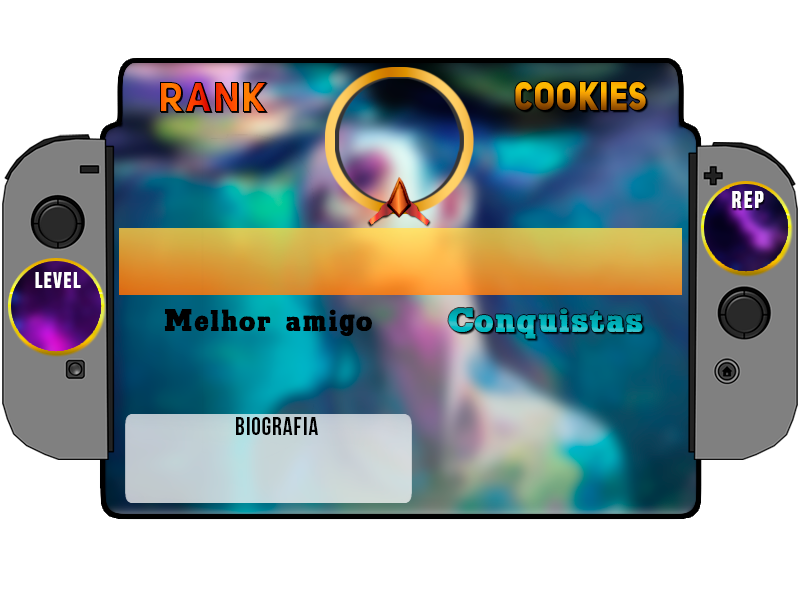 RANK
COOKIES
REP
LEVEL
Melhor amigo
Conquistas
BIOGRAFIA